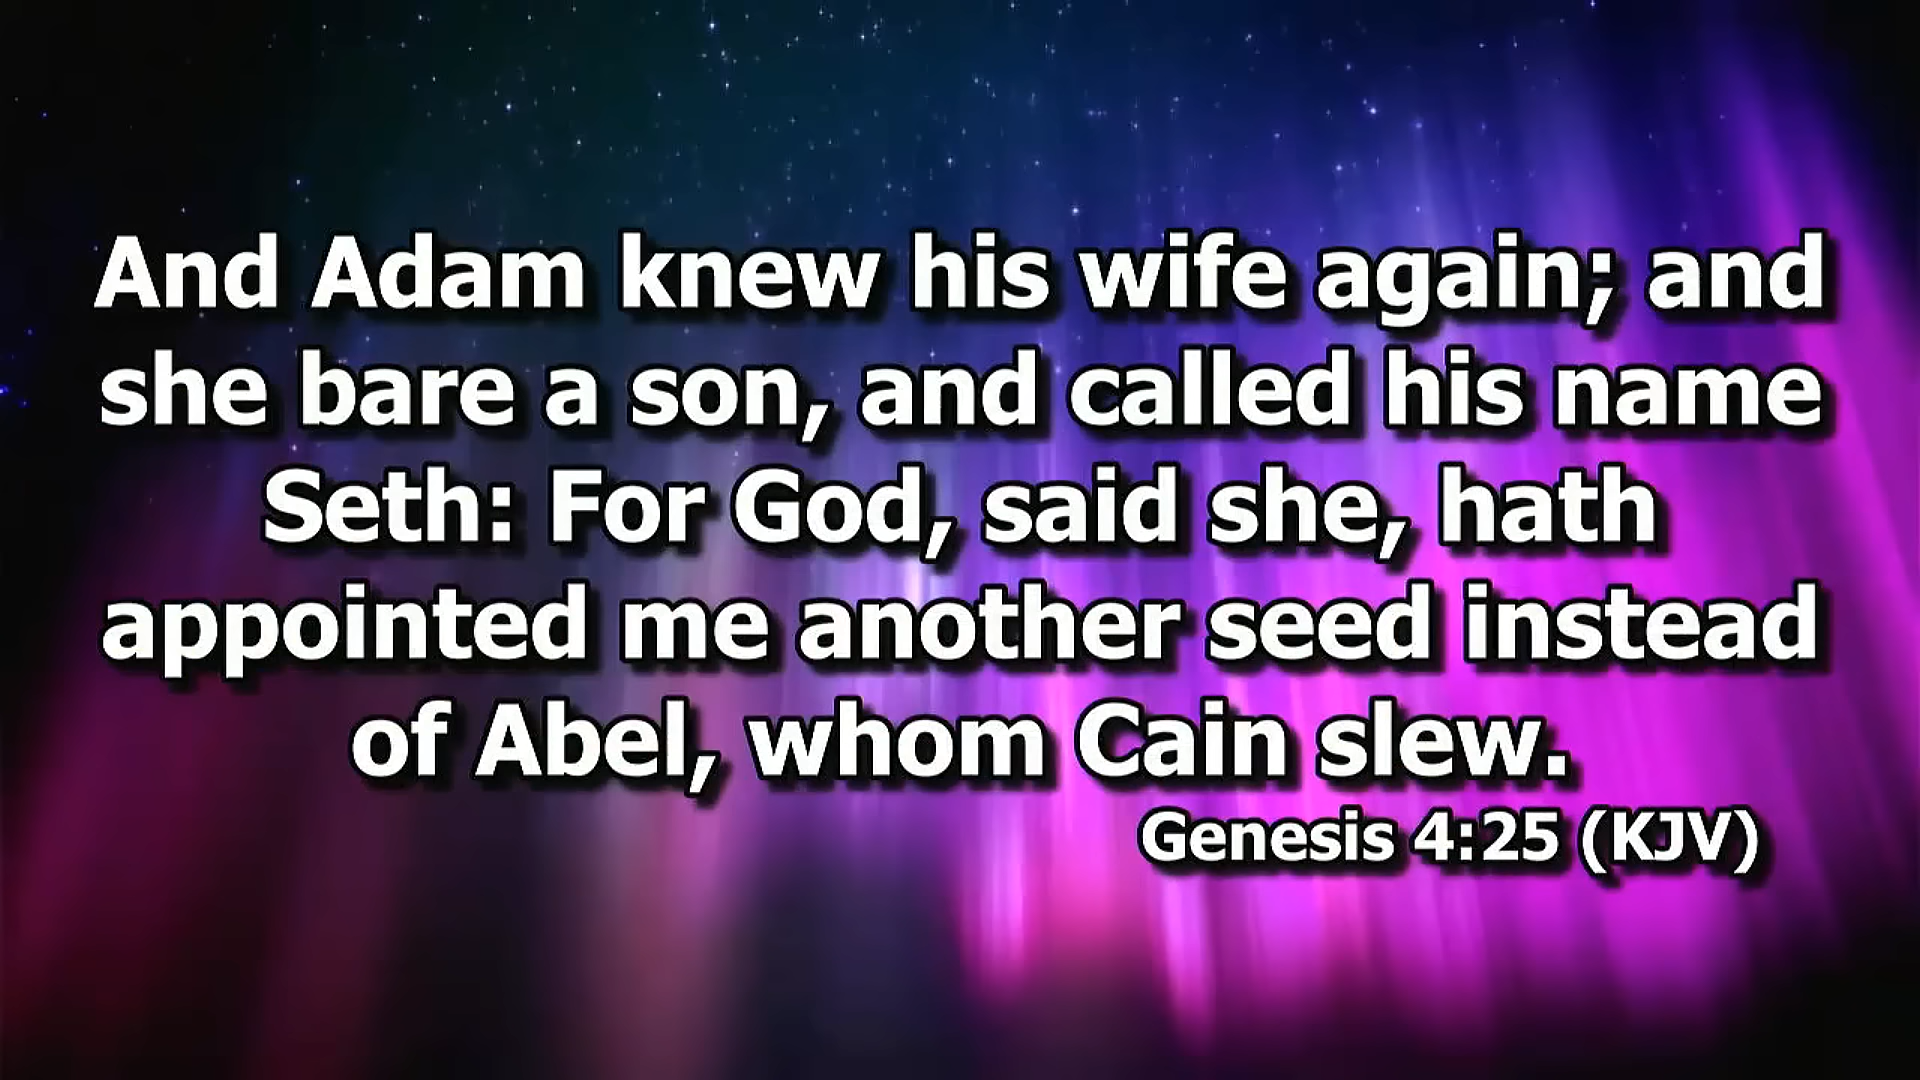 And Adam knew his wife again; and
she bare a son, and called his name
Seth: For God, said she, hath
appointed me another seed instead
of Abel, whom Cain slew.
Genesis 4:25 (KJV)